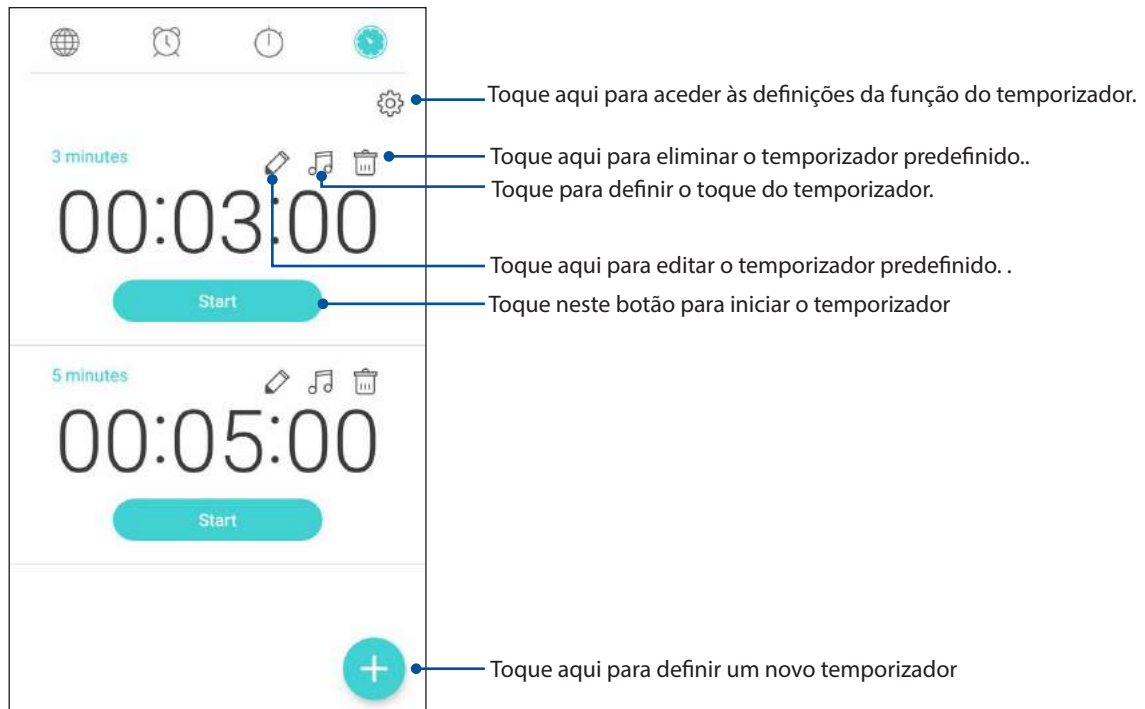 Toque aqui para aceder às definições da função do temporizador.
3 minutes
Toque aqui para eliminar o temporizador predefinido..
Toque para definir o toque do temporizador.
00:03:00
Toque aqui para editar o temporizador predefinido. .
Start
Toque neste botão para iniciar o temporizador
5 minutes
00:05:00
Start
Toque aqui para definir um novo temporizador